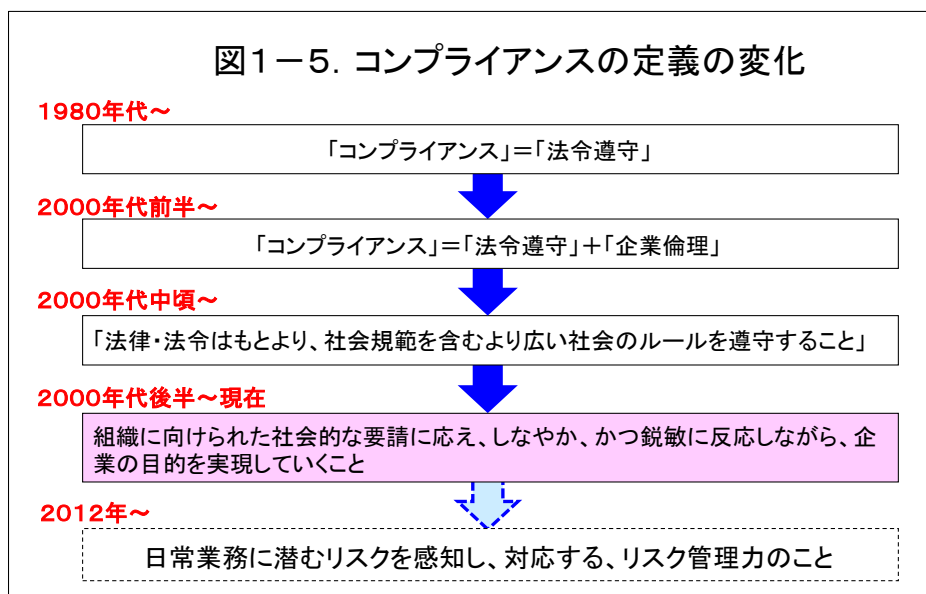 図1-5. コンプライアンスの定義の変化
1980年代~
「コンプライアンス」=「法令遵守」
2000年代前半~
「コンプライアンス」=「法令遵守」+「企業倫理」
2000年代中頃~
「法律・法令はもとより、社会規範を含むより広い社会のルールを遵守すること」
2000年代後半~現在
組織に向けられた社会的な要請に応え、しなやか、かつ鋭敏に反応しながら、企
業の目的を実現していくこと
2012年~
日常業務に潜むリスクを感知し、対応する、リスク管理力のこと